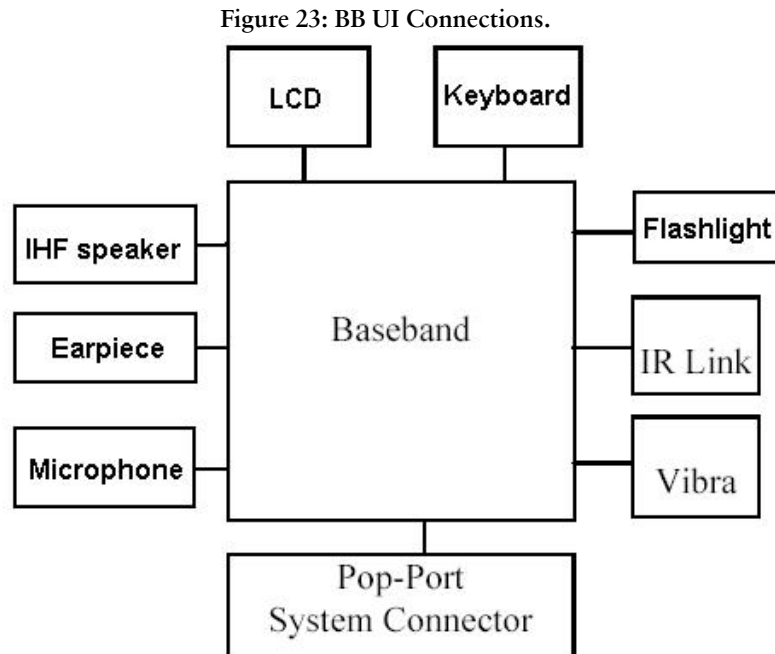 Figure 23: BB UI Connections.
LCD
Keyboard
IHF speaker
Flashlight
Baseband
Earpiece
IR Link
Microphone
Vibra
Pop-Port
System Connector